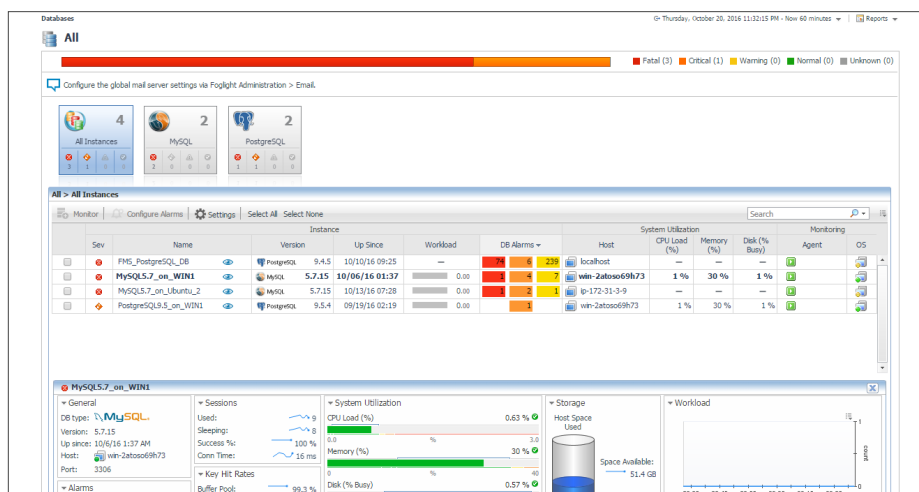 Databases
Thursday, October 20, 2016 11:32:15 PM - Now 60 minutes Reports
All
Fatal (3) Critical (1) Warning (0) Normal (0) Unknown (0)
Configure the global mail server settings via Foglight Administration > Email.
4 2 2
All Instances MySQL PostgreSQL
3 1 0 0 2 0 0 0 1 1 0 0
All > All Instances
Monitor Configure Alarms Settings Select All Select None Search
Instance System Utilization Monitoring
Sev Name Version Up Since Workload DB Alarms Host CPU Load (%) Memory (%) Disk (% Busy) Agent OS
FMS_PostgreSQL_DB PostgreSQL 9.4.5 10/10/16 09:25 — 74 6 239 localhost — — —
MySQL5.7_on_WIN1 MySQL 5.7.15 10/06/16 01:37 0.00 1 4 7 win-2atoso69h73 1 % 30 % 1 %
MySQL5.7_on_Ubuntu_2 MySQL 5.7.15 10/13/16 07:28 0.00 1 2 1 ip-172-31-3-9 — — —
PostgreSQL9.5_on_WIN1 PostgreSQL 9.5.4 09/19/16 02:19 0.00 1 win-2atoso69h73 1 % 30 % 1 %
MySQL5.7_on_WIN1
General
DB type: MySQL
Version: 5.7.15
Up since: 10/6/16 1:37 AM
Host: win-2atoso69h73
Port: 3306
Alarms
Sessions
Used: 9
Sleeping: 8
Success %: 100 %
Conn Time: 16 ms
Key Hit Rates
Buffer Pool: 99.3 %
System Utilization
CPU Load (%) 0.63 %
0.0 % 3.0
Memory (%) 30 %
0 % 40
Disk (% Busy) 0.57 %
Storage
Host Space Used
Space Available:
51.4 GB
Workload
1
count
0